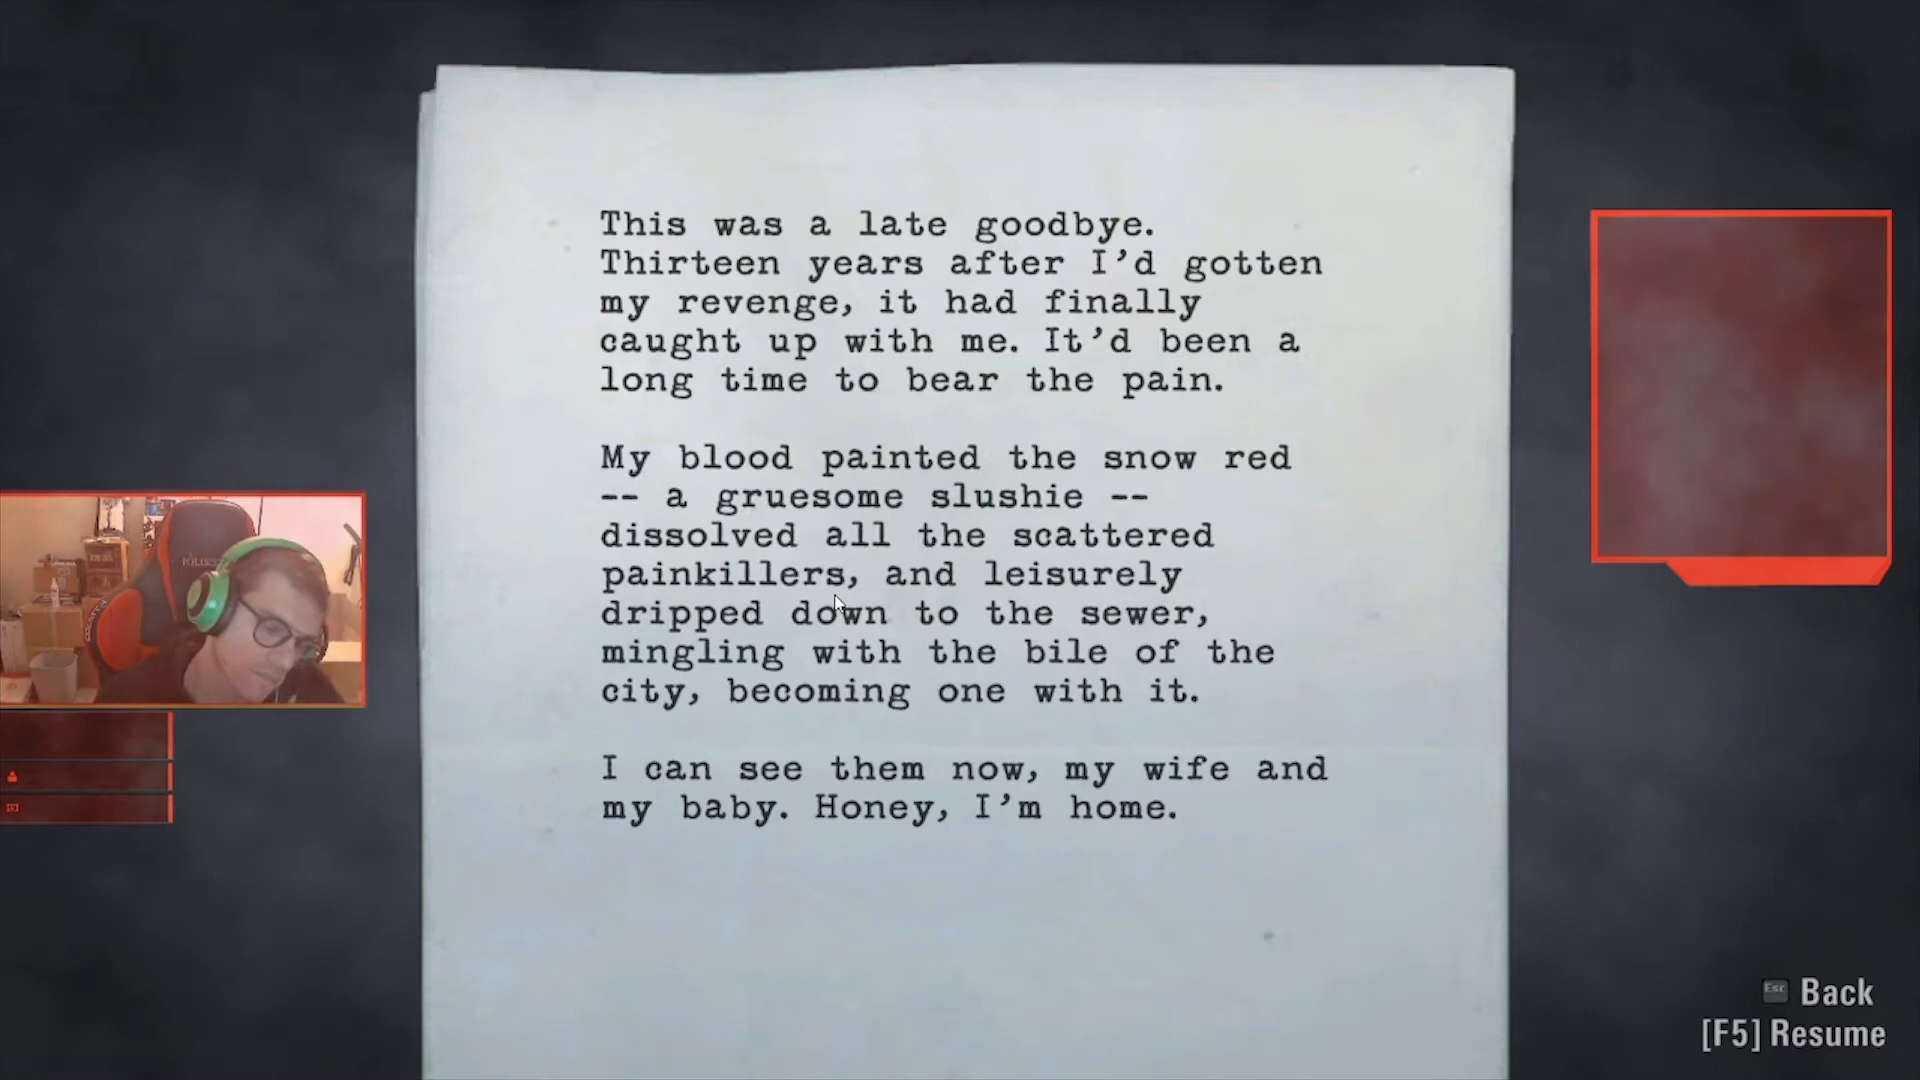 This was a late goodbye.
Thirteen years after I’d gotten
my revenge, it had finally
caught up with me. It’d been a
long time to bear the pain.
My blood painted the snow red
-- a gruesome slushie --
dissolved all the scattered
painkillers, and leisurely
dripped down to the sewer,
mingling with the bile of the
city, becoming one with it.
I can see them now, my wife and
my baby. Honey, I’m home.
Esc Back
[F5] Resume